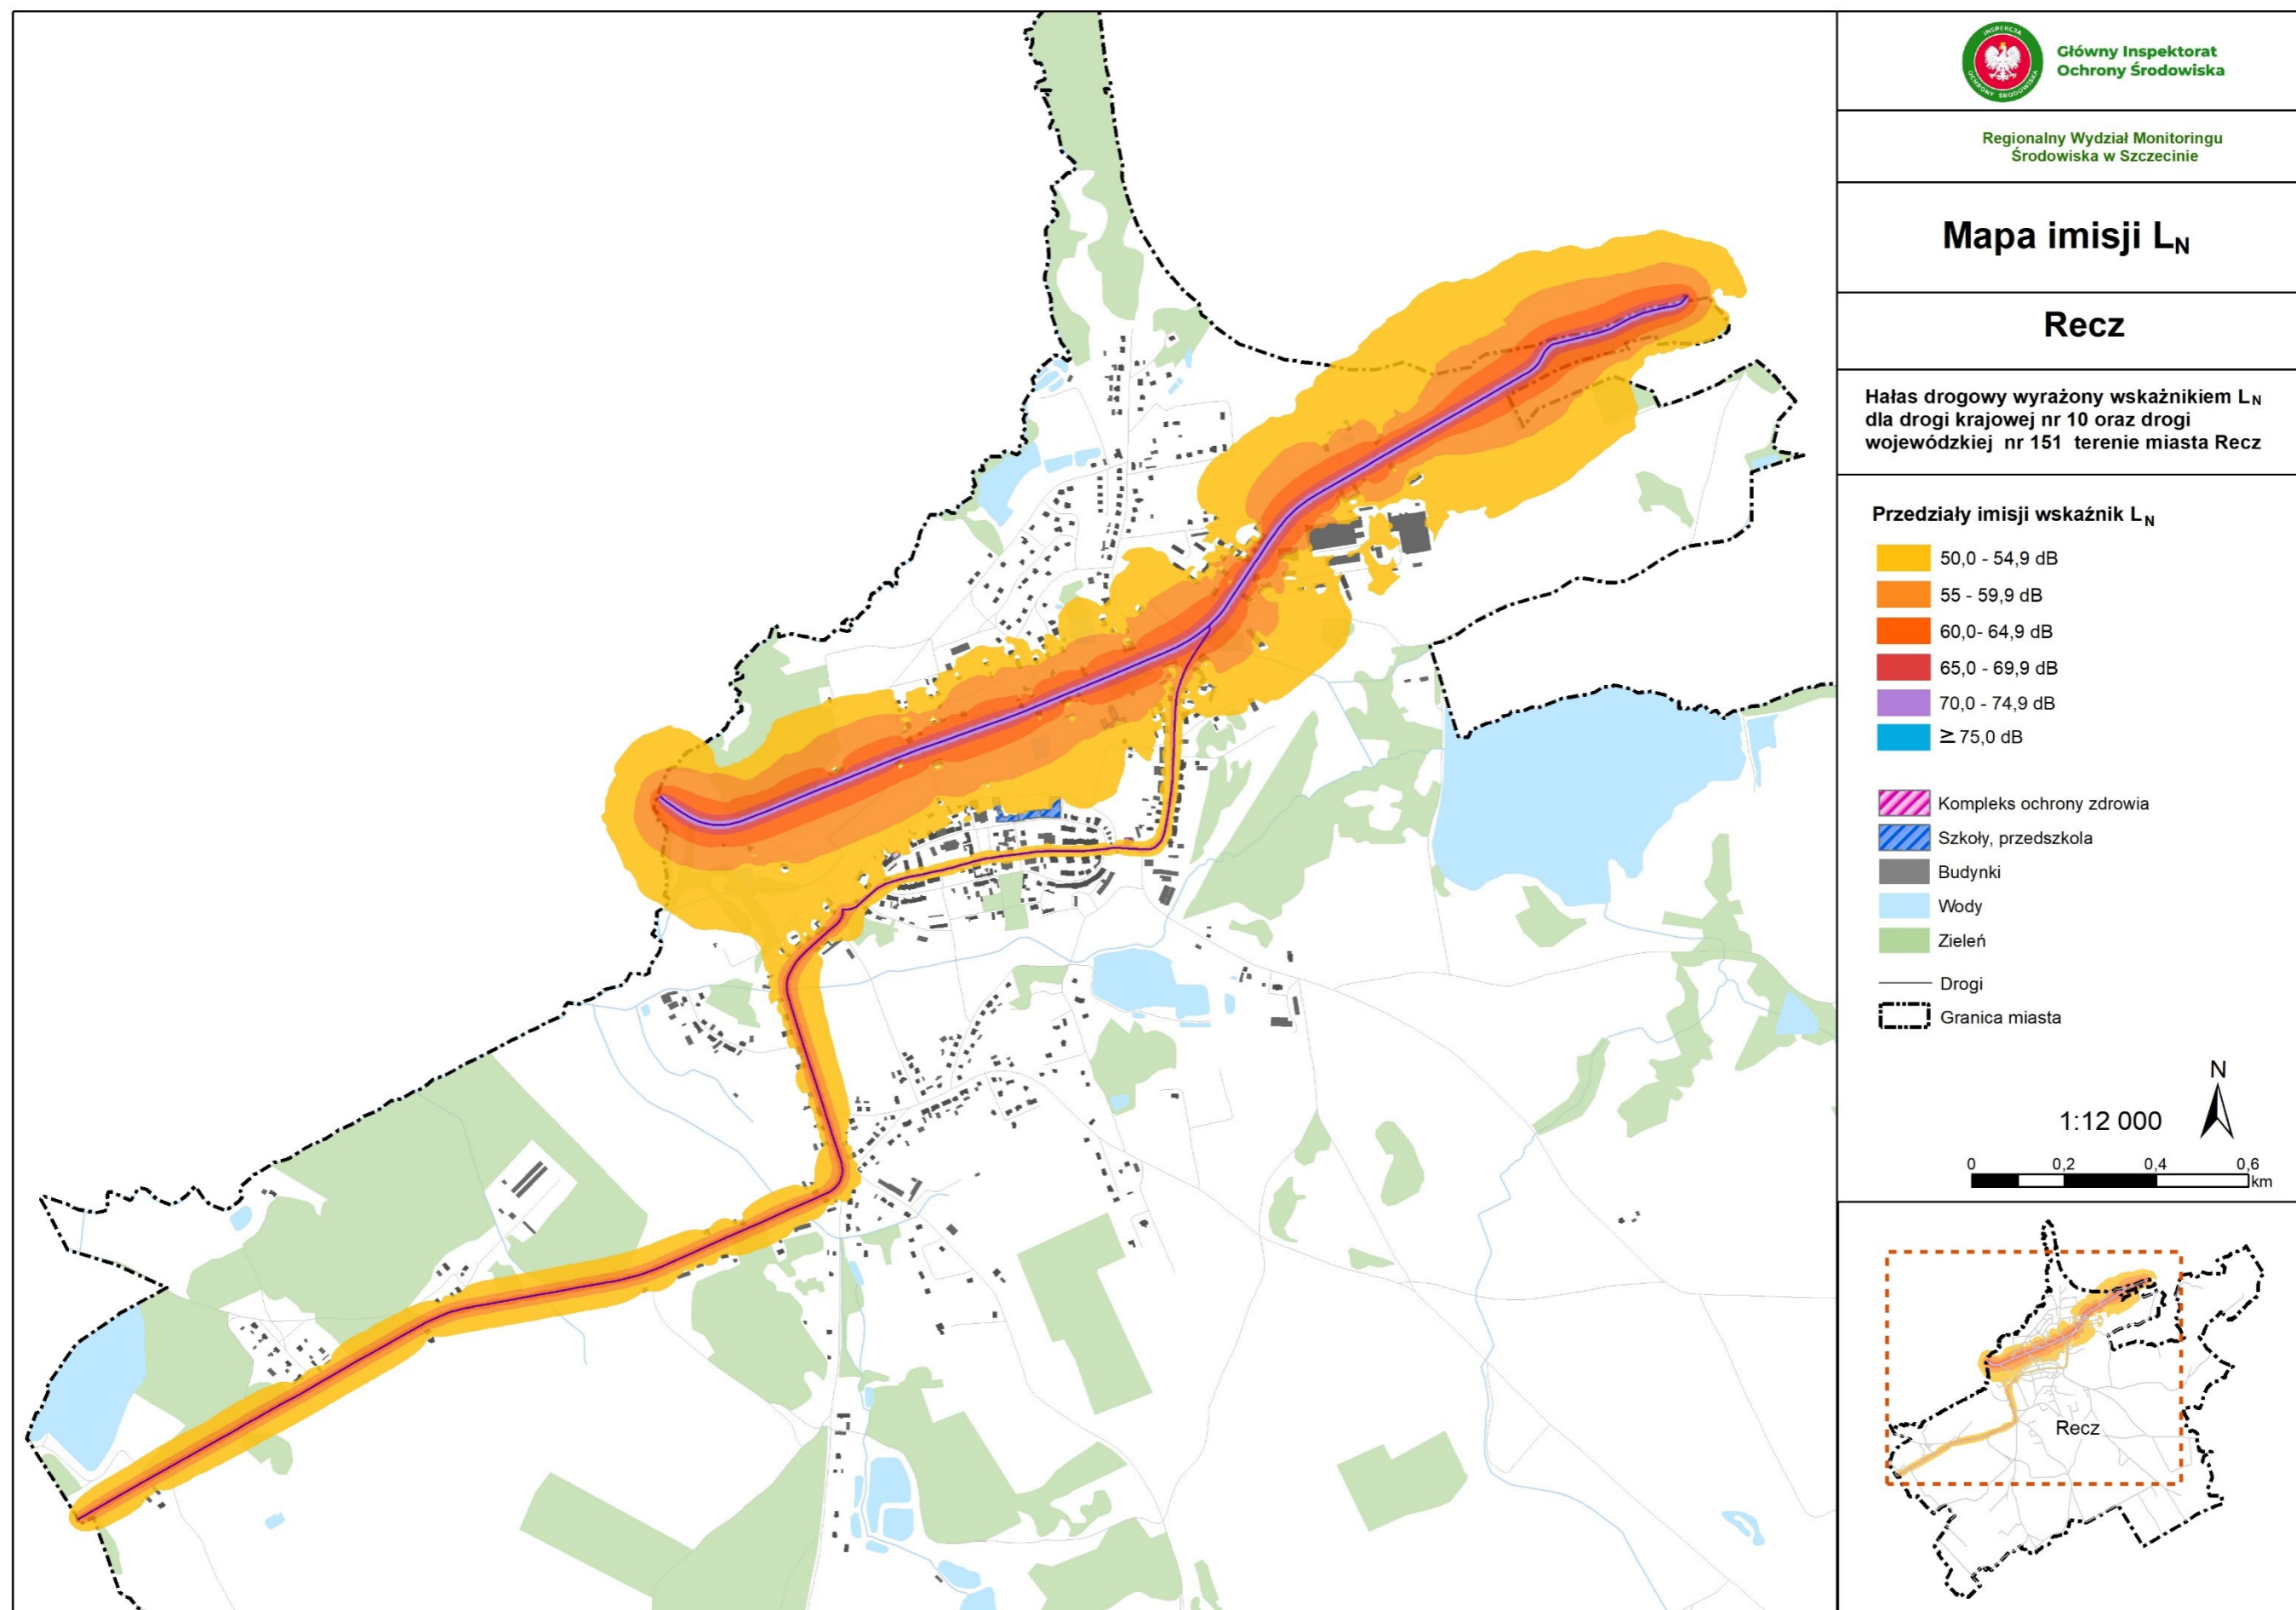 INSPEKCJA
OCHRONY ŚRODOWISKA
Główny Inspektorat
Ochrony Środowiska
Regionalny Wydział Monitoringu
Środowiska w Szczecinie
Mapa imisji LN
Recz
Hałas drogowy wyrażony wskażnikiem LN
dla drogi krajowej nr 10 oraz drogi
wojewódzkiej nr 151 terenie miasta Recz
Przedziały imisji wskaźnik LN
50,0 - 54,9 dB
55 - 59,9 dB
60,0- 64,9 dB
65,0 - 69,9 dB
70,0 - 74,9 dB
≥ 75,0 dB
Kompleks ochrony zdrowia
Szkoły, przedszkola
Budynki
Wody
Zieleń
Drogi
Granica miasta
N
1:12 000
0 0,2 0,4 0,6
km
Recz